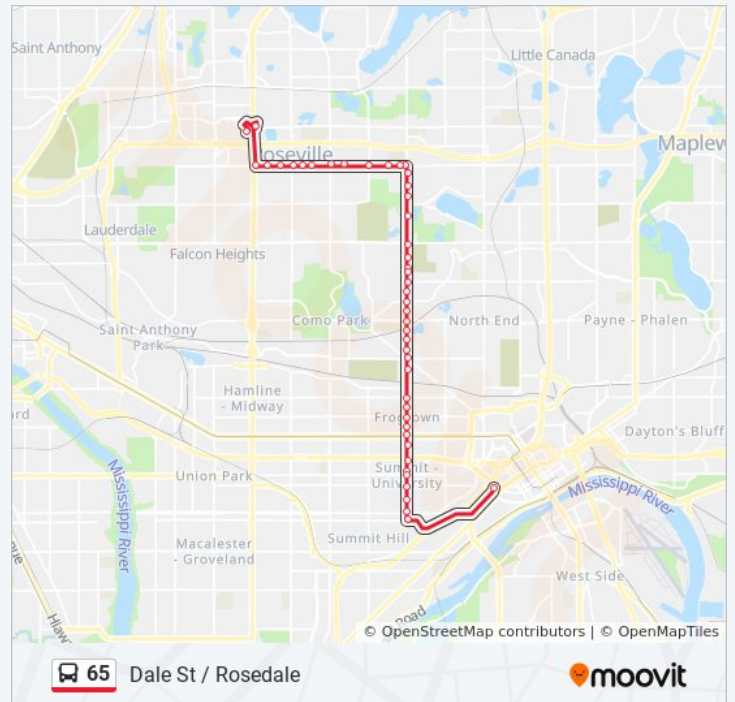 Saint Anthony
Little Canada
Maplew
Roseville
Lauderdale
Falcon Heights
Saint Anthony
Park
Como Park
North End
Payne - Phalen
Hamline
- Midway
ard
Frogtown
Dayton's Bluff
Summit -
University
Union Park
Mississippi River
Mississippi River
Macalester
- Groveland
Summit Hill
West Side
Hiaw
Road
© OpenStreetMap contributors | © OpenMapTiles
65 Dale St / Rosedale
moovit